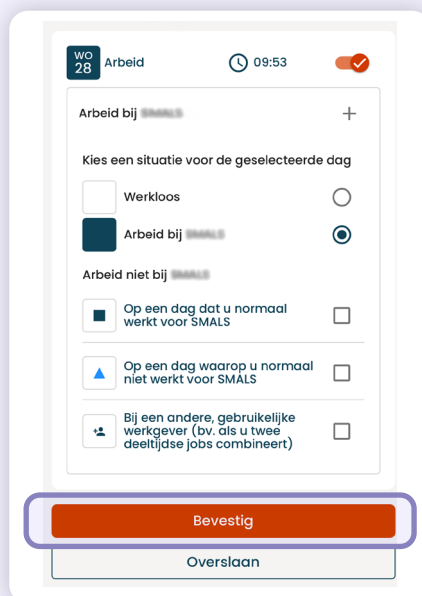 WO
28
Arbeid
09:53
Arbeid bij
Kies een situatie voor de geselecteerde dag
Werkloos
Arbeid bij
Arbeid niet bij
Op een dag dat u normaal
werkt voor SMALS
Op een dag waarop u normaal
niet werkt voor SMALS
Bij een andere, gebruikelijke
werkgever (bv. als u twee
deeltijdse jobs combineert)
Bevestig
Overslaan